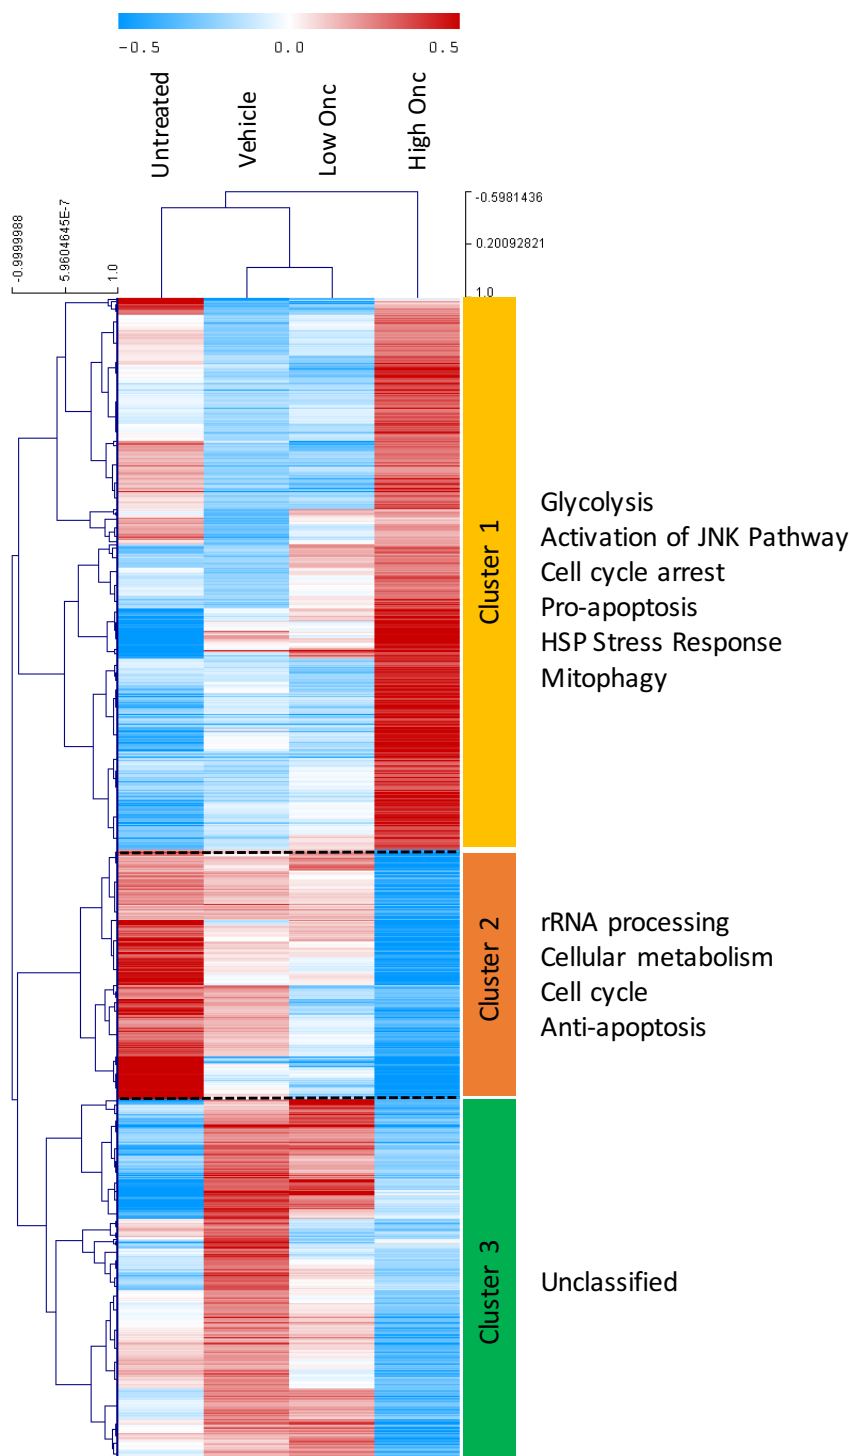 -0.5 0.0 0.5
Untreated
Vehicle
Low Onc
High Onc
-0.9999988
5.9604645E-7
1.0
-0.5981436
0.20092821
1.0
Cluster 1
Glycolysis
Activation of JNK Pathway
Cell cycle arrest
Pro-apoptosis
HSP Stress Response
Mitophagy
Cluster 2
rRNA processing
Cellular metabolism
Cell cycle
Anti-apoptosis
Cluster 3
Unclassified